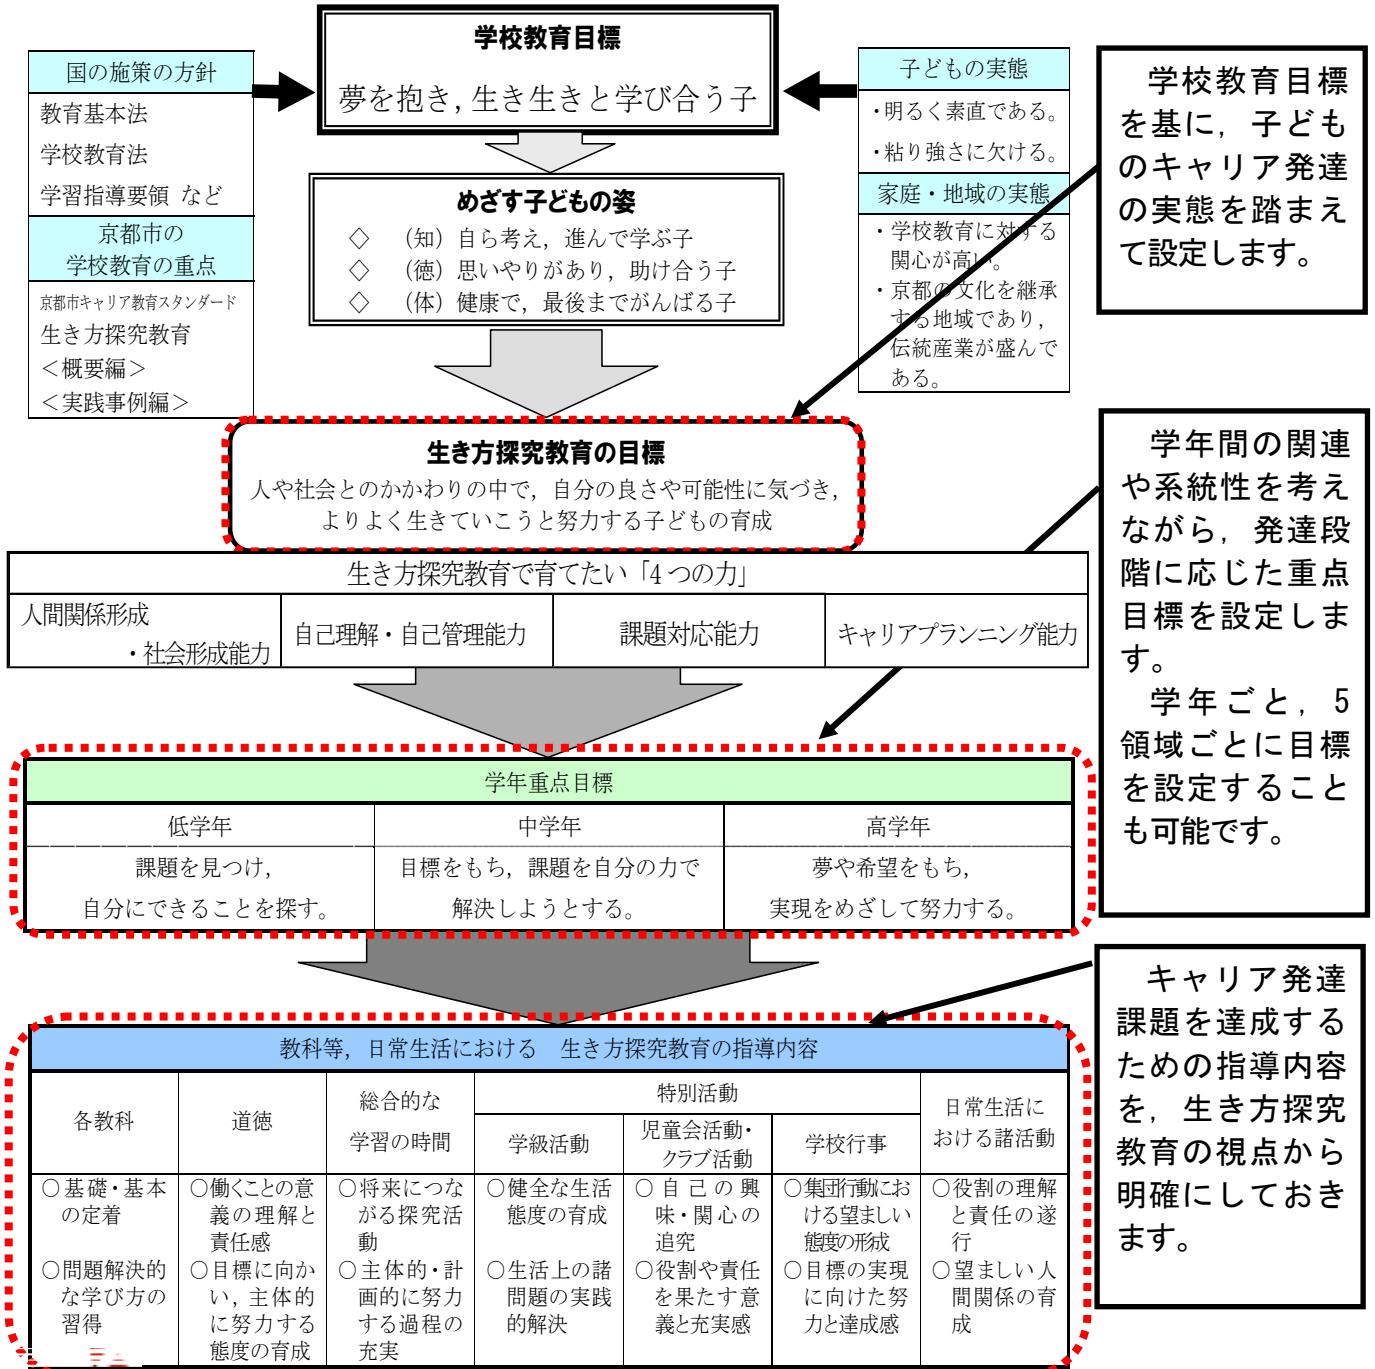 学校教育目標
夢を抱き，生き生きと学び合う子
国の施策の方針
教育基本法
学校教育法
学習指導要領 など
京都市の
学校教育の重点
京都市キャリア教育スタンダード
生き方探究教育
＜概要編＞
＜実践事例編＞
めざす子どもの姿
◇ （知）自ら考え，進んで学ぶ子
◇ （徳）思いやりがあり，助け合う子
◇ （体）健康で，最後までがんばる子
子どもの実態
・明るく素直である。
・粘り強さに欠ける。
家庭・地域の実態
・学校教育に対する
関心が高い。
・京都の文化を継承
する地域であり，
伝統産業が盛んで
ある。
学校教育目標
を基に，子ども
のキャリア発達
の実態を踏まえ
て設定します。
生き方探究教育の目標
人や社会とのかかわりの中で，自分の良さや可能性に気づき，
よりよく生きていこうと努力する子どもの育成
生き方探究教育で育てたい「4つの力」
人間関係形成
・社会形成能力
自己理解・自己管理能力
課題対応能力
キャリアプランニング能力
学年間の関連
や系統性を考え
ながら，発達段
階に応じた重点
目標を設定しま
す。
学年ごと，5
領域ごとに目標
を設定すること
も可能です。
学年重点目標
低学年
課題を見つけ，
自分にできることを探す。
中学年
目標をもち，課題を自分の力で
解決しようとする。
高学年
夢や希望をもち，
実現をめざして努力する。
キャリア発達
課題を達成する
ための指導内容
を，生き方探究
教育の視点から
明確にしておき
ます。
教科等，日常生活における 生き方探究教育の指導内容
各教科
道徳
総合的な
学習の時間
特別活動
学級活動
児童会活動・
クラブ活動
学校行事
日常生活に
おける諸活動
○基礎・基本
の定着
○問題解決的
な学び方の
習得
○働くことの意
義の理解と
責任感
○目標に向か
い，主体的
に努力する
態度の育成
○将来につな
がる探究活
動
○主体的・計
画的に努力
する過程の
充実
○健全な生活
態度の育成
○生活上の諸
問題の実践
的解決
○自己の興
味・関心の
追究
○役割や責任
を果たす意
義と充実感
○集団行動にお
ける望ましい
態度の形成
○目標の実現
に向けた努
力と達成感
○役割の理解
と責任の遂
行
○望ましい人
間関係の育
成